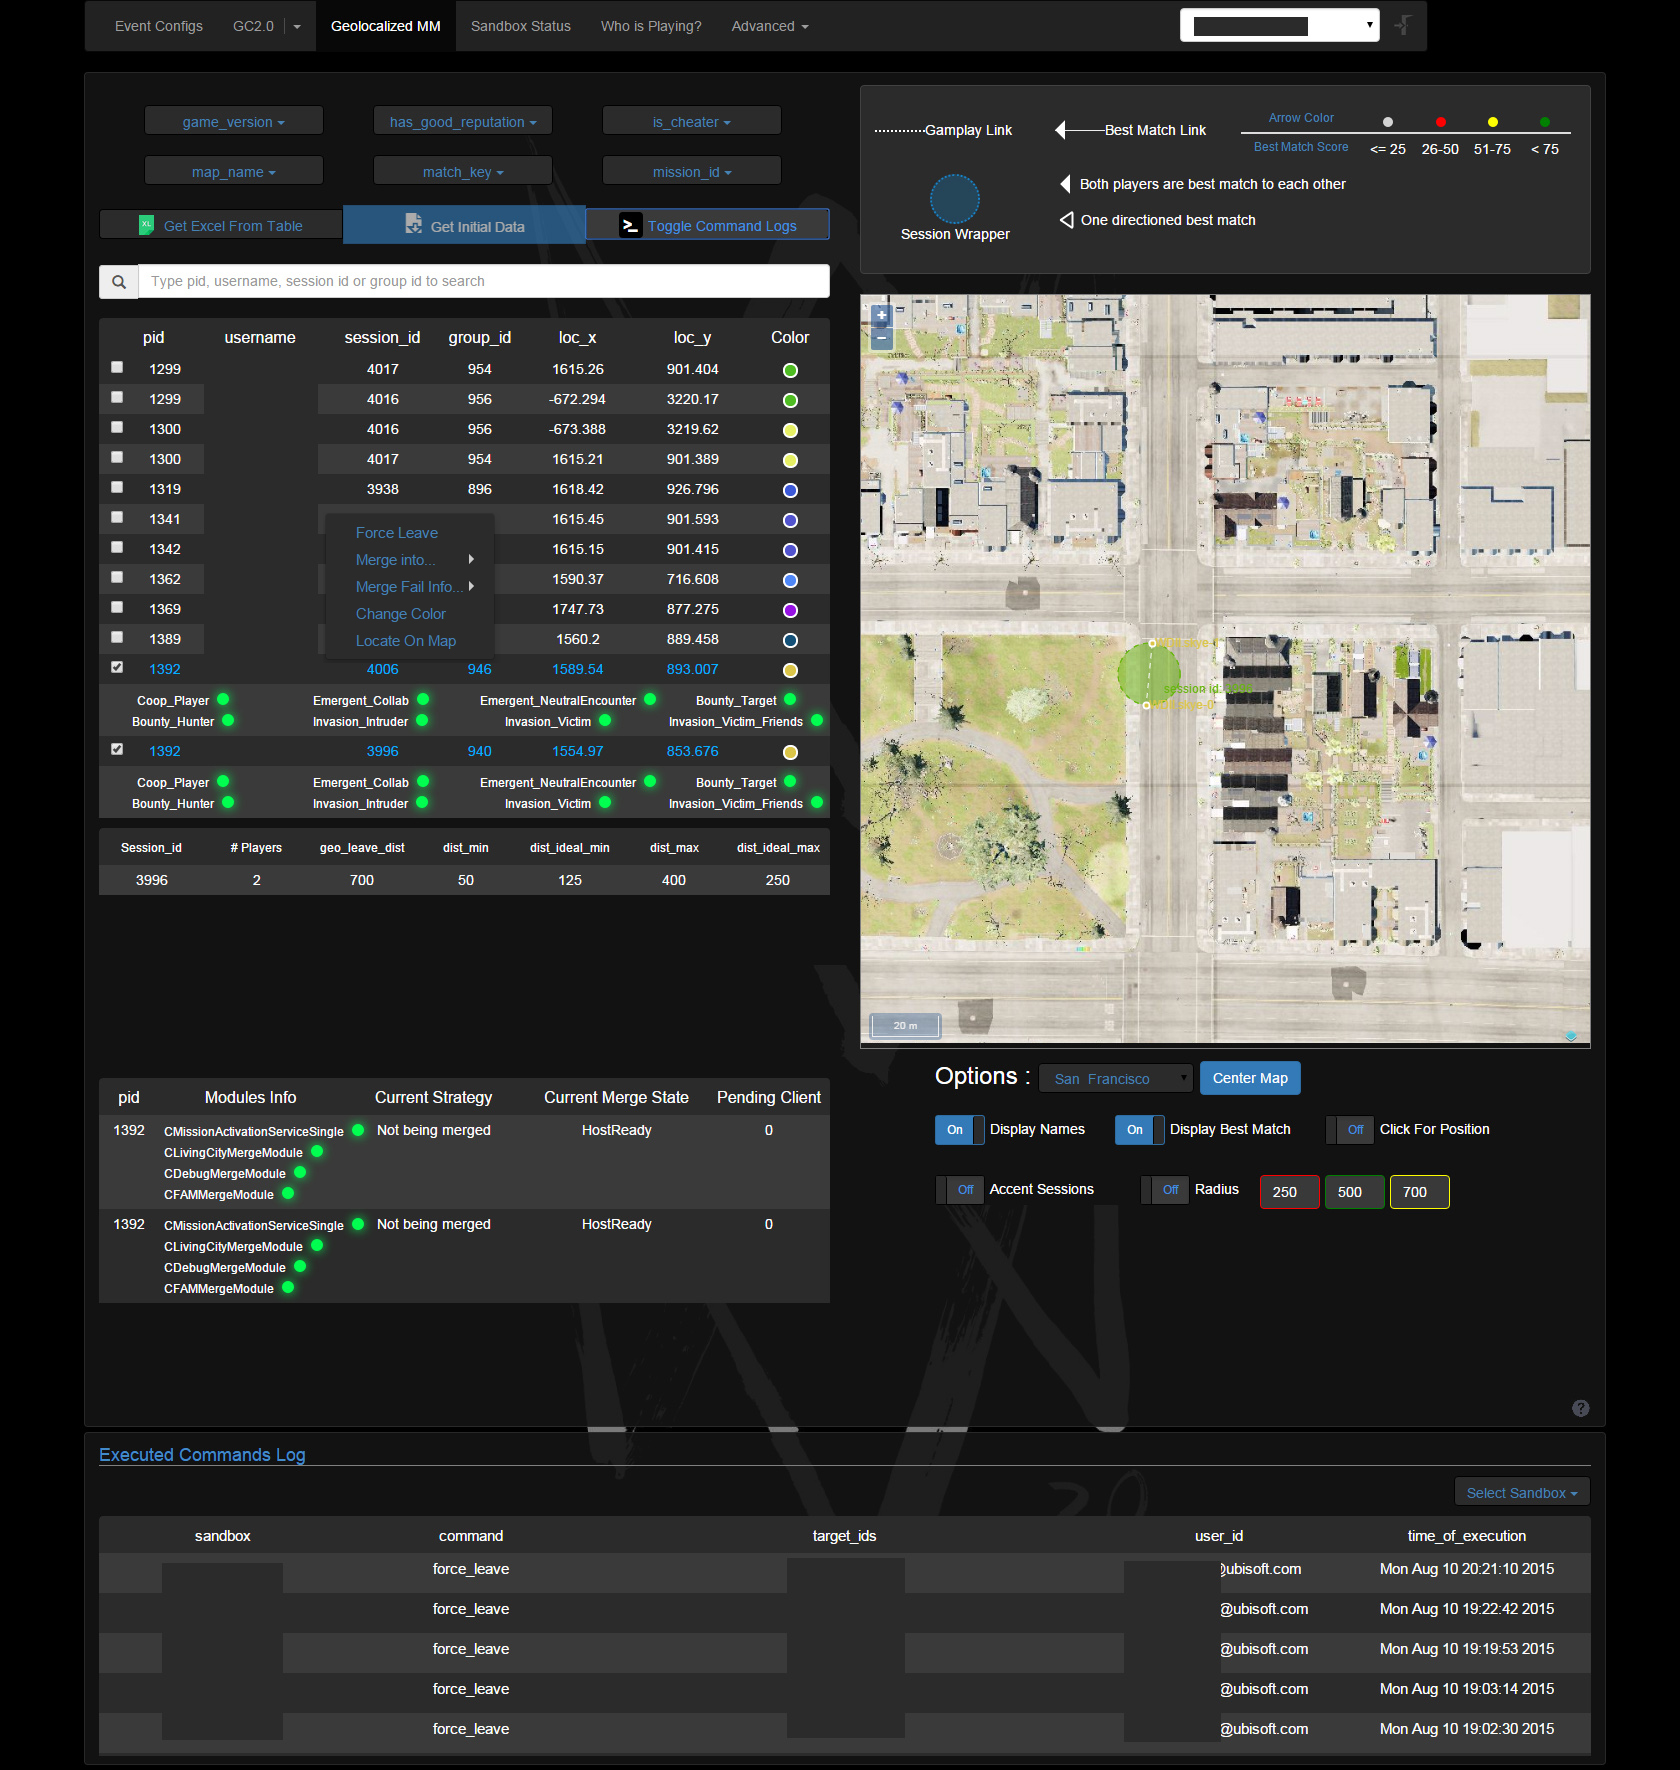 Event Configs GC2.0 Geolocalized MM Sandbox Status Who is Playing? Advanced
game_version has_good_reputation is_cheater
map_name match_key mission_id
Get Excel From Table Get Initial Data Toggle Command Logs
Type pid, username, session id or group id to search
pid username session_id group_id loc_x loc_y Color
1299 4017 954 1615.26 901.404
1299 4016 956 -672.294 3220.17
1300 4016 956 -673.388 3219.62
1300 4017 954 1615.21 901.389
1319 3938 896 1618.42 926.796
1341 1615.45 901.593
1342 1615.15 901.415
1362 1590.37 716.608
1369 1747.73 877.275
1389 1560.2 889.458
Force Leave
Merge into...
Merge Fail Info...
Change Color
Locate On Map
1392 4006 946 1589.54 893.007
Coop_Player Emergent_Collab Emergent_NeutralEncounter Bounty_Target
Bounty_Hunter Invasion_Intruder Invasion_Victim Invasion_Victim_Friends
1392 3996 940 1554.97 853.676
Coop_Player Emergent_Collab Emergent_NeutralEncounter Bounty_Target
Bounty_Hunter Invasion_Intruder Invasion_Victim Invasion_Victim_Friends
Session_id # Players geo_leave_dist dist_min dist_ideal_min dist_max dist_ideal_max
3996 2 700 50 125 400 250
pid Modules Info Current Strategy Current Merge State Pending Client
1392 CMissionActivationServiceSingle Not being merged HostReady 0
CLivingCityMergeModule
CDebugMergeModule
CFAMMergeModule
1392 CMissionActivationServiceSingle Not being merged HostReady 0
CLivingCityMergeModule
CDebugMergeModule
CFAMMergeModule
Gamplay Link Best Match Link
Arrow Color
Best Match Score <= 25 26-50 51-75 < 75
Both players are best match to each other
One directioned best match
Session Wrapper
+
−
session id:
20 m
Options : San Francisco Center Map
On Display Names On Display Best Match Off Click For Position
Off Accent Sessions Off Radius 250 500 700
?
Executed Commands Log
Select Sandbox
sandbox command target_ids user_id time_of_execution
force_leave @ubisoft.com Mon Aug 10 20:21:10 2015
force_leave @ubisoft.com Mon Aug 10 19:22:42 2015
force_leave @ubisoft.com Mon Aug 10 19:19:53 2015
force_leave @ubisoft.com Mon Aug 10 19:03:14 2015
force_leave @ubisoft.com Mon Aug 10 19:02:30 2015